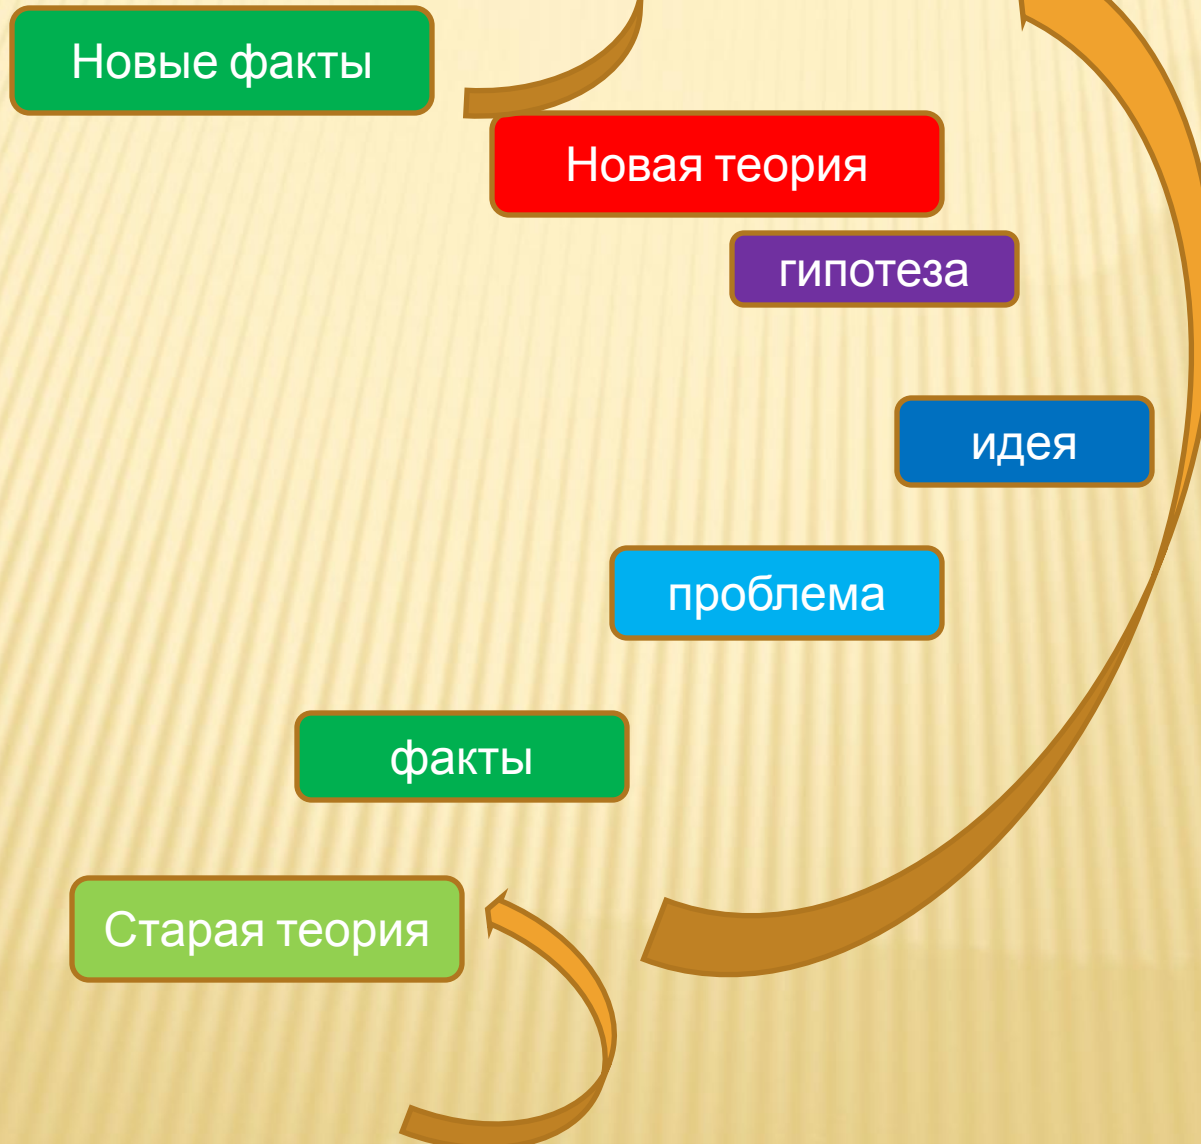 Новые факты
Новая теория
гипотеза
идея
проблема
факты
Старая теория